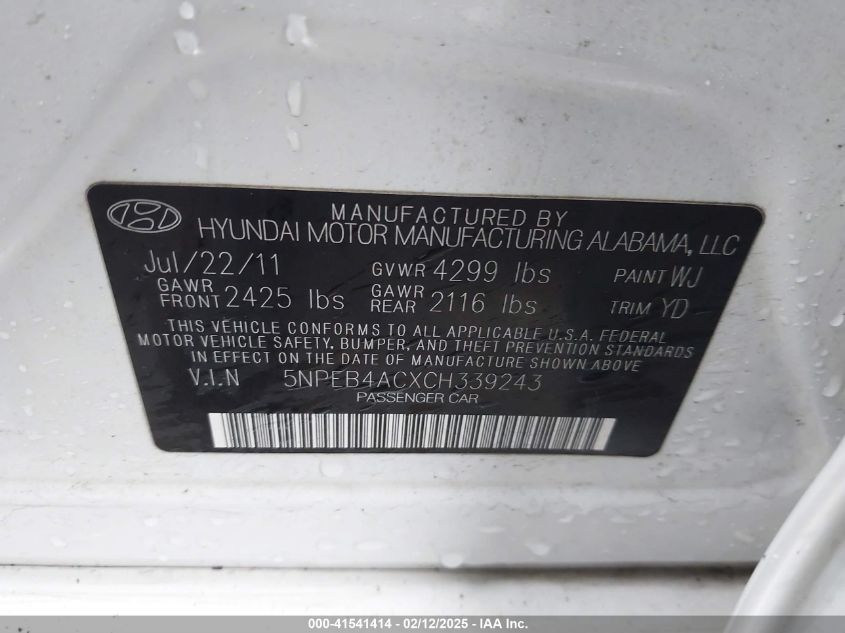 MANUFACTURED BY
HYUNDAI MOTOR MANUFACTURING ALABAMA, LLC
Jul/22/11 GVWR 4299 lbs PAINT WJ
GAWR FRONT 2425 lbs GAWR REAR 2116 lbs TRIM YD
THIS VEHICLE CONFORMS TO ALL APPLICABLE U.S.A. FEDERAL
MOTOR VEHICLE SAFETY, BUMPER, AND THEFT PREVENTION STANDARDS
IN EFFECT ON THE DATE OF MANUFACTURE SHOWN ABOVE
V.I.N 5NPEB4ACXCH339243
PASSENGER CAR
000-41541414 - 02/12/2025 - IAA Inc.